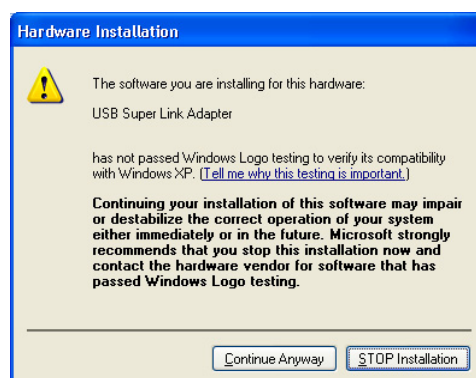 Hardware Installation
The software you are installing for this hardware:
USB Super Link Adapter
has not passed Windows Logo testing to verify its compatibility
with Windows XP. (Tell me why this testing is important.)
Continuing your installation of this software may impair
or destabilize the correct operation of your system
either immediately or in the future. Microsoft strongly
recommends that you stop this installation now and
contact the hardware vendor for software that has
passed Windows Logo testing.
Continue Anyway
STOP Installation